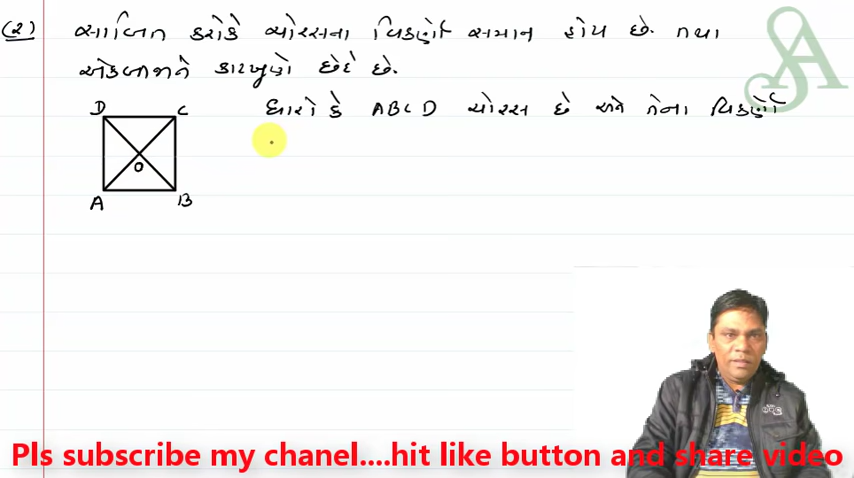 (2) સાબિત કરોકે ચોરસના વિકર્ણો સમાન હોય છે. તથા
એકબીજાને કાટખૂણે છેદે છે.
D C
ધારો કે ABCD ચોરસ છે અને તેના વિકર્ણો
O
A B
Pls subscribe my chanel....hit like button and share video